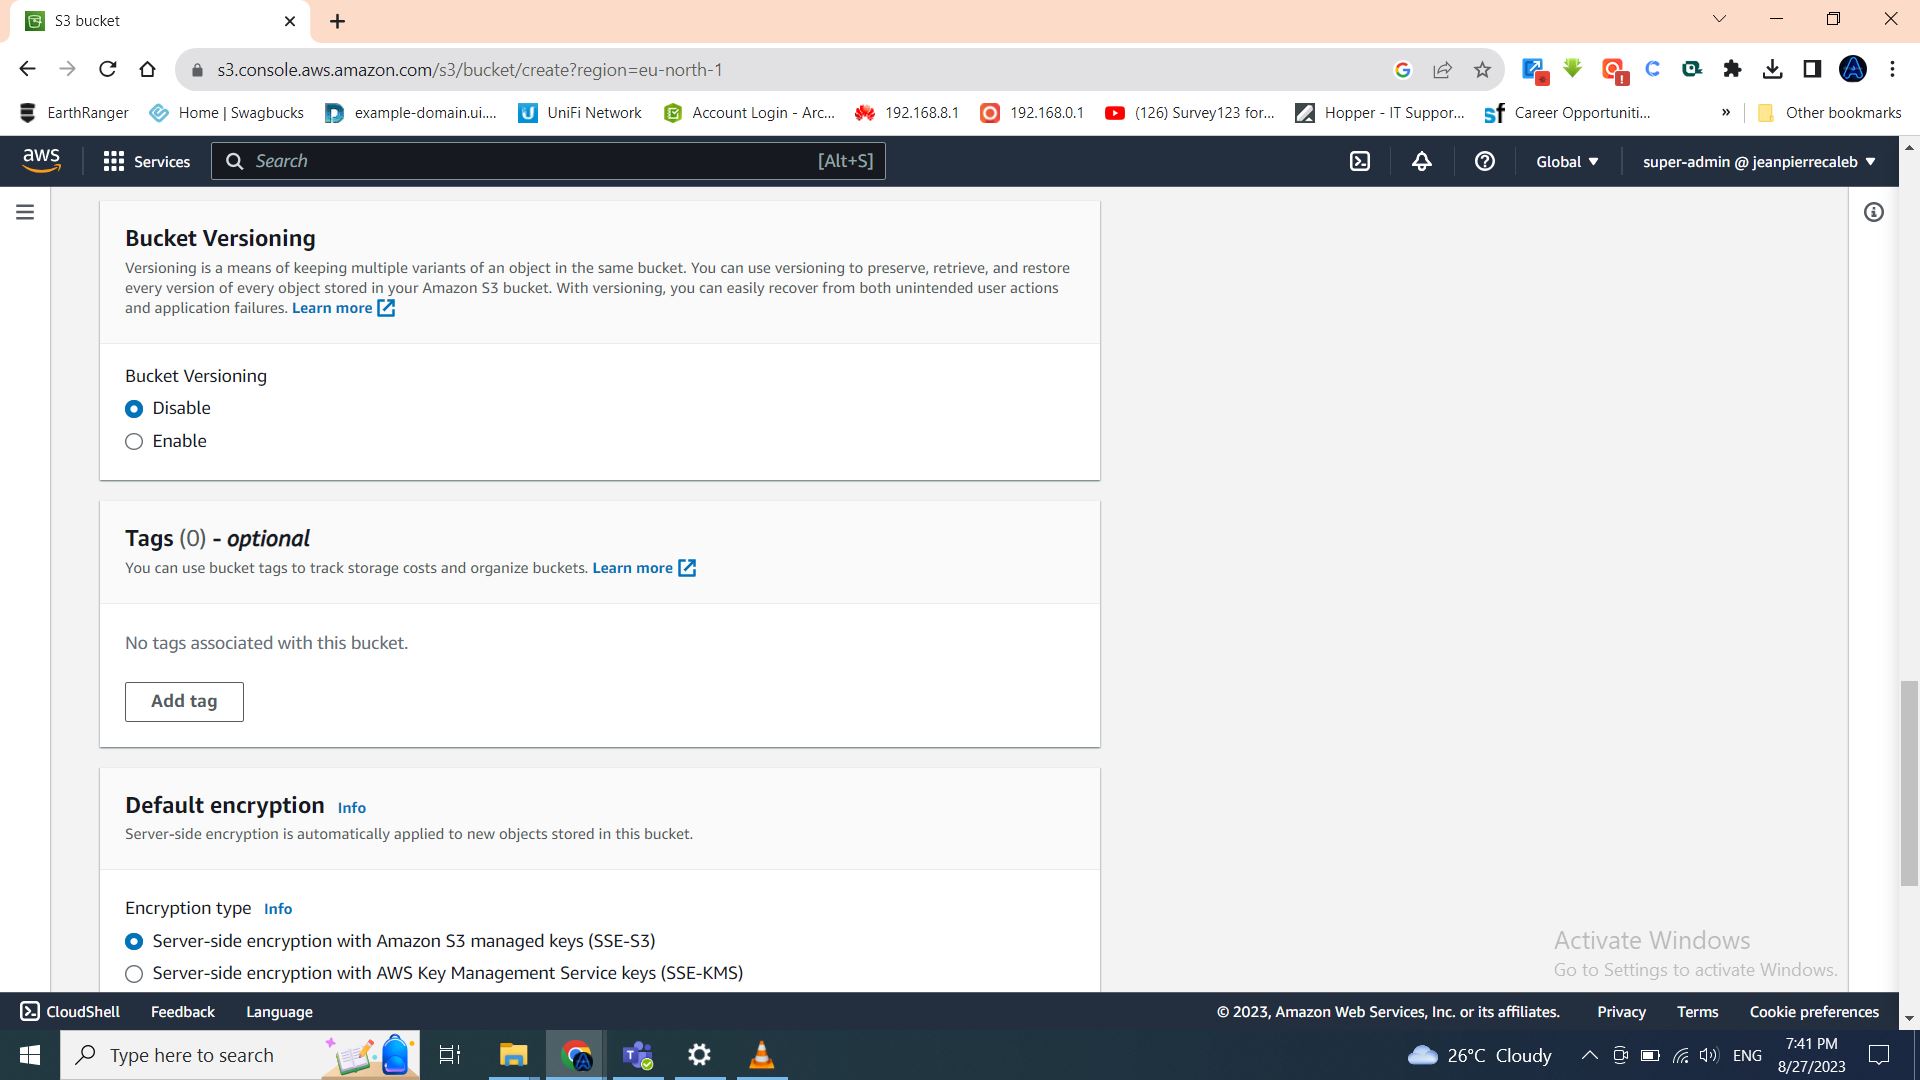 S3 bucket
s3.console.aws.amazon.com/s3/bucket/create?region=eu-north-1
EarthRanger
Home | Swagbucks
example-domain.ui....
UniFi Network
Account Login - Arc...
192.168.8.1
192.168.0.1
(126) Survey123 for...
Hopper - IT Suppor...
Career Opportuniti...
»
Other bookmarks
aws
Services
Search
[Alt+S]
Global
super-admin @ jeanpierrecaleb
Bucket Versioning
Versioning is a means of keeping multiple variants of an object in the same bucket. You can use versioning to preserve, retrieve, and restore
every version of every object stored in your Amazon S3 bucket. With versioning, you can easily recover from both unintended user actions
and application failures. Learn more
Bucket Versioning
Disable
Enable
Tags (0) - optional
You can use bucket tags to track storage costs and organize buckets. Learn more
No tags associated with this bucket.
Add tag
Default encryption Info
Server-side encryption is automatically applied to new objects stored in this bucket.
Encryption type Info
Server-side encryption with Amazon S3 managed keys (SSE-S3)
Server-side encryption with AWS Key Management Service keys (SSE-KMS)
Activate Windows
Go to Settings to activate Windows.
CloudShell
Feedback
Language
© 2023, Amazon Web Services, Inc. or its affiliates.
Privacy
Terms
Cookie preferences
Type here to search
26°C Cloudy
ENG
7:41 PM
8/27/2023